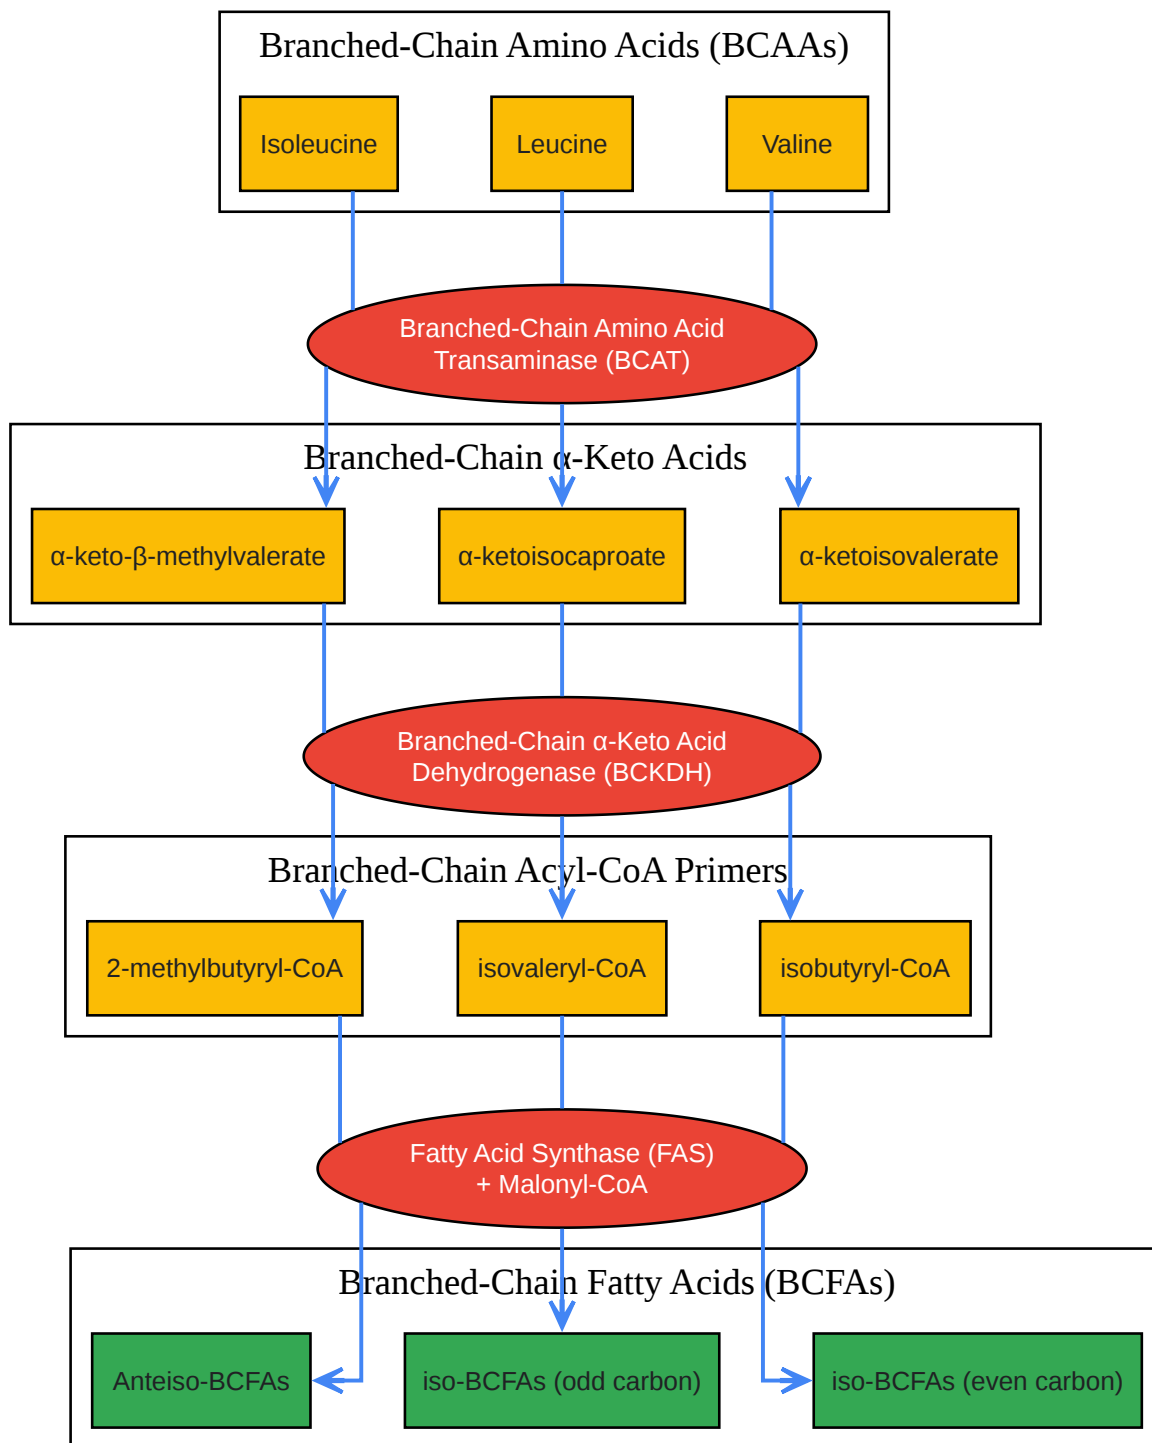 Branched-Chain Amino Acids (BCAAs)
Isoleucine
Leucine
Valine
Branched-Chain Amino Acid
Transaminase (BCAT)
Branched-Chain α-Keto Acids
α-keto-β-methylvalerate
α-ketoisocaproate
α-ketoisovalerate
Branched-Chain α-Keto Acid
Dehydrogenase (BCKDH)
Branched-Chain Acyl-CoA Primers
2-methylbutyryl-CoA
isovaleryl-CoA
isobutyryl-CoA
Fatty Acid Synthase (FAS)
+ Malonyl-CoA
Branched-Chain Fatty Acids (BCFAs)
Anteiso-BCFAs
iso-BCFAs (odd carbon)
iso-BCFAs (even carbon)